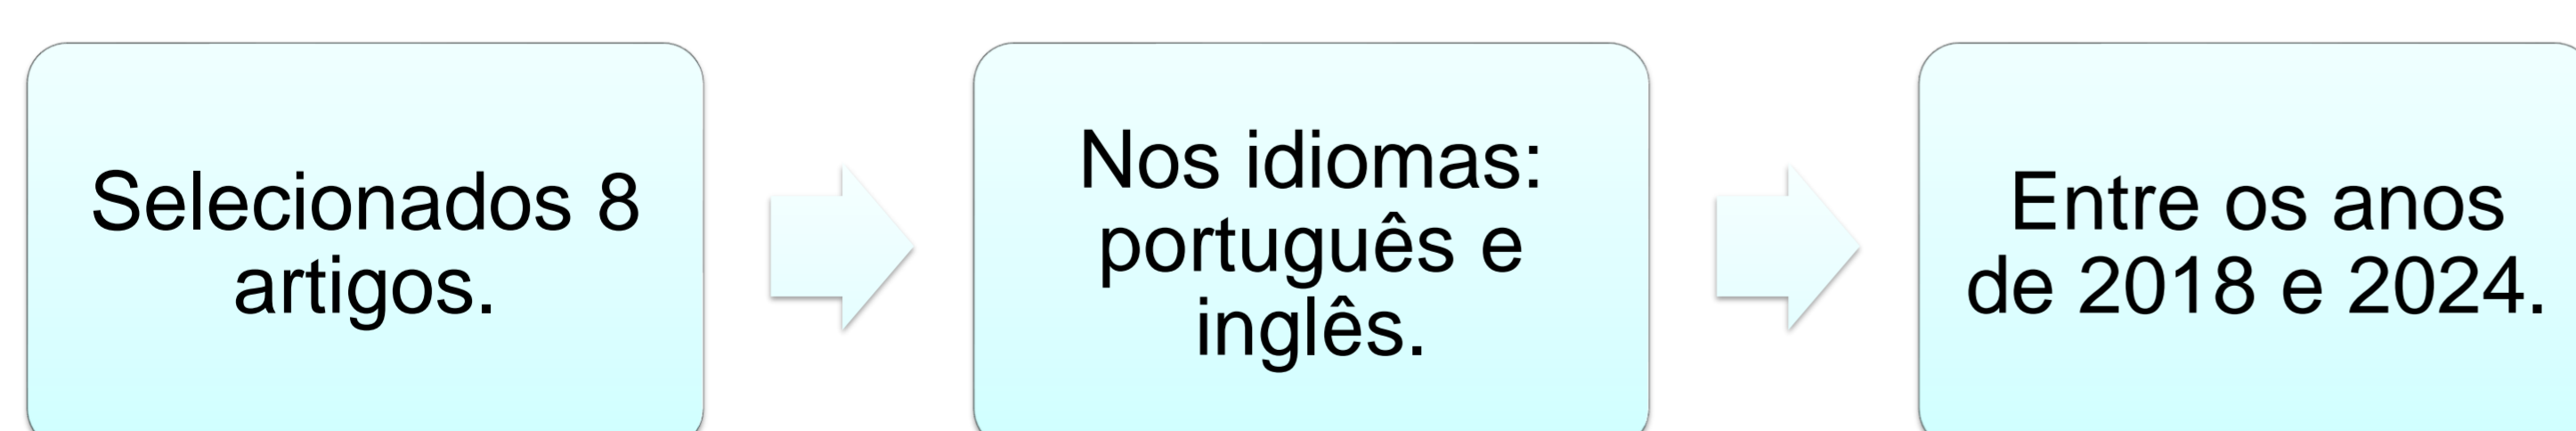 Selecionados 8
artigos.
Nos idiomas:
português e
inglês.
Entre os anos
de 2018 e 2024.